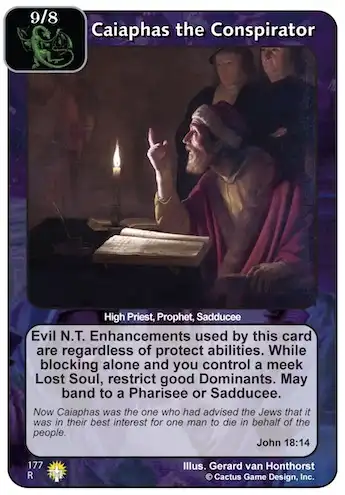 9/8
Caiaphas the Conspirator
High Priest, Prophet, Sadducee
Evil N.T. Enhancements used by this card
are regardless of protect abilities. While
blocking alone and you control a meek
Lost Soul, restrict good Dominants. May
band to a Pharisee or Sadducee.
Now Caiaphas was the one who had advised the Jews that it
was in their best interest for one man to die in behalf of the
people.
John 18:14
177
R
Illus. Gerard van Honthorst
© Cactus Game Design, Inc.